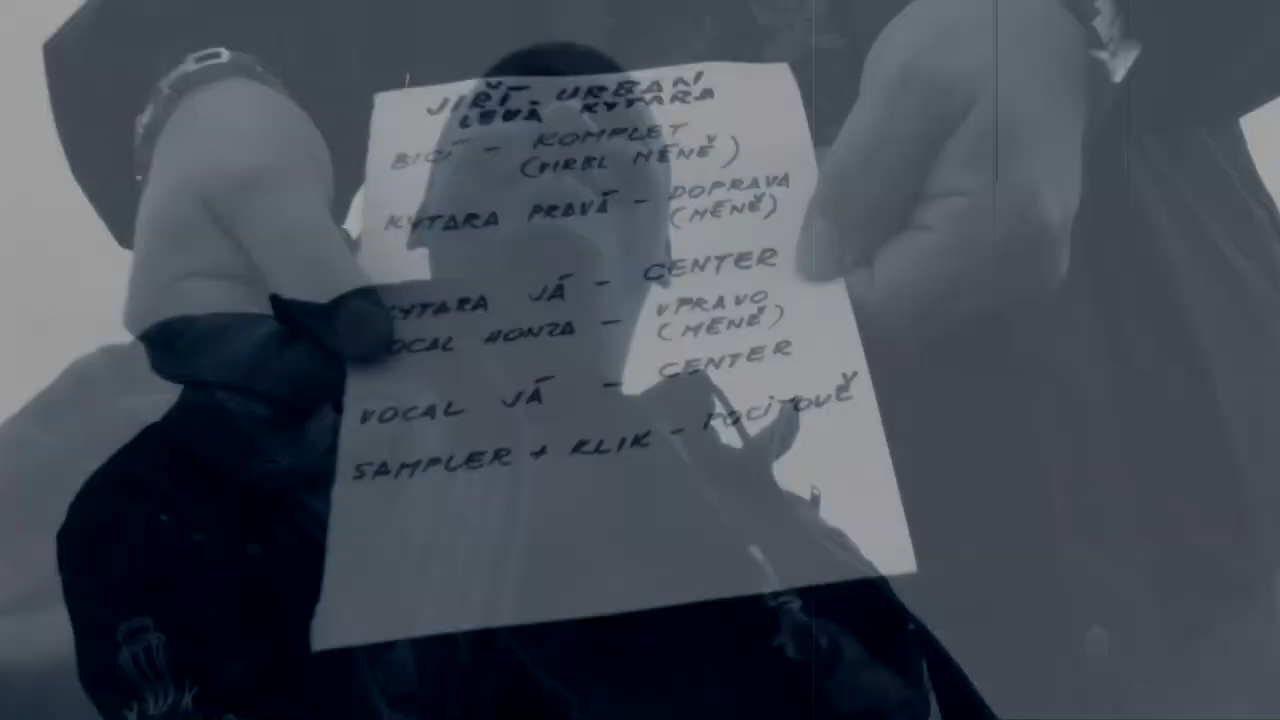 JIŘÍ URBAN
LEVÁ KYTARA
BICÍ - KOMPLET
(VIRBL MÉNĚ)
KYTARA PRAVÁ - DOPRAVA
(MÉNĚ)
KYTARA JÁ - CENTER
VOCAL HONZA - VPRAVO
(MÉNĚ)
VOCAL JÁ - CENTER
SAMPLER + KLIK - POCITOVĚ